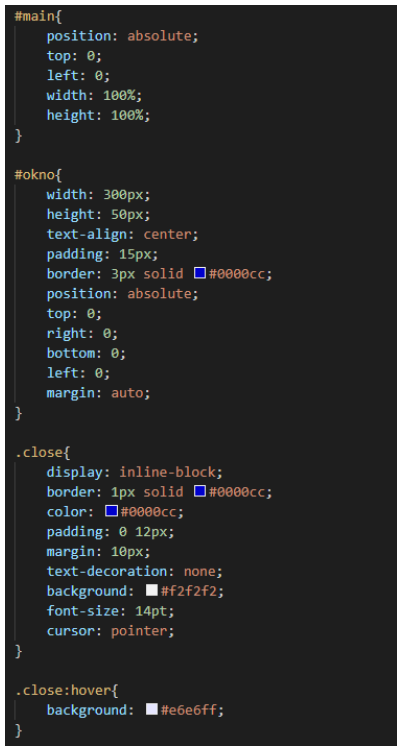 #main{
    position: absolute;
    top: 0;
    left: 0;
    width: 100%;
    height: 100%;
}

#okno{
    width: 300px;
    height: 50px;
    text-align: center;
    padding: 15px;
    border: 3px solid #0000cc;
    position: absolute;
    top: 0;
    right: 0;
    bottom: 0;
    left: 0;
    margin: auto;
}

.close{
    display: inline-block;
    border: 1px solid #0000cc;
    color: #0000cc;
    padding: 0 12px;
    margin: 10px;
    text-decoration: none;
    background: #f2f2f2;
    font-size: 14pt;
    cursor: pointer;
}

.close:hover{
    background: #e6e6ff;
}